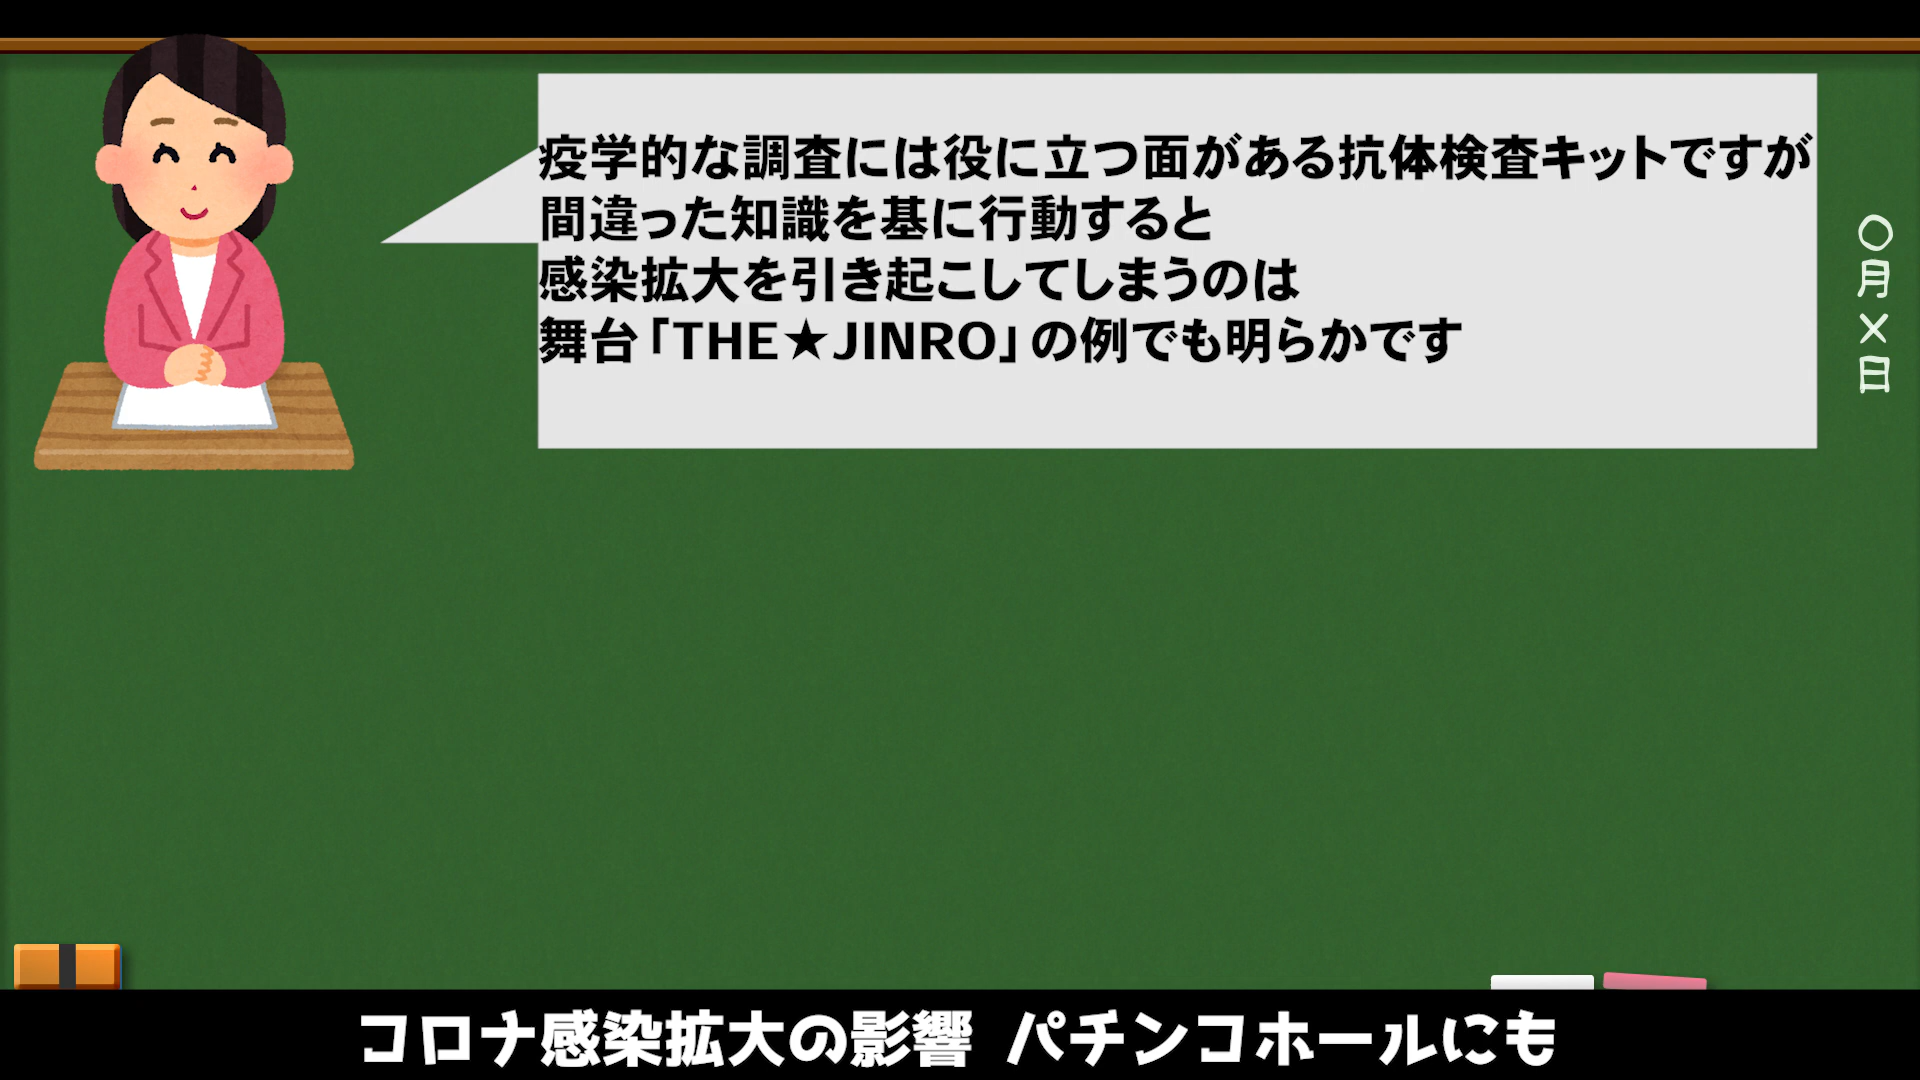 疫学的な調査には役に立つ面がある抗体検査キットですが
間違った知識を基に行動すると
感染拡大を引き起こしてしまうのは
舞台「THE★JINRO」の例でも明らかです
〇月×日
コロナ感染拡大の影響 パチンコホールにも